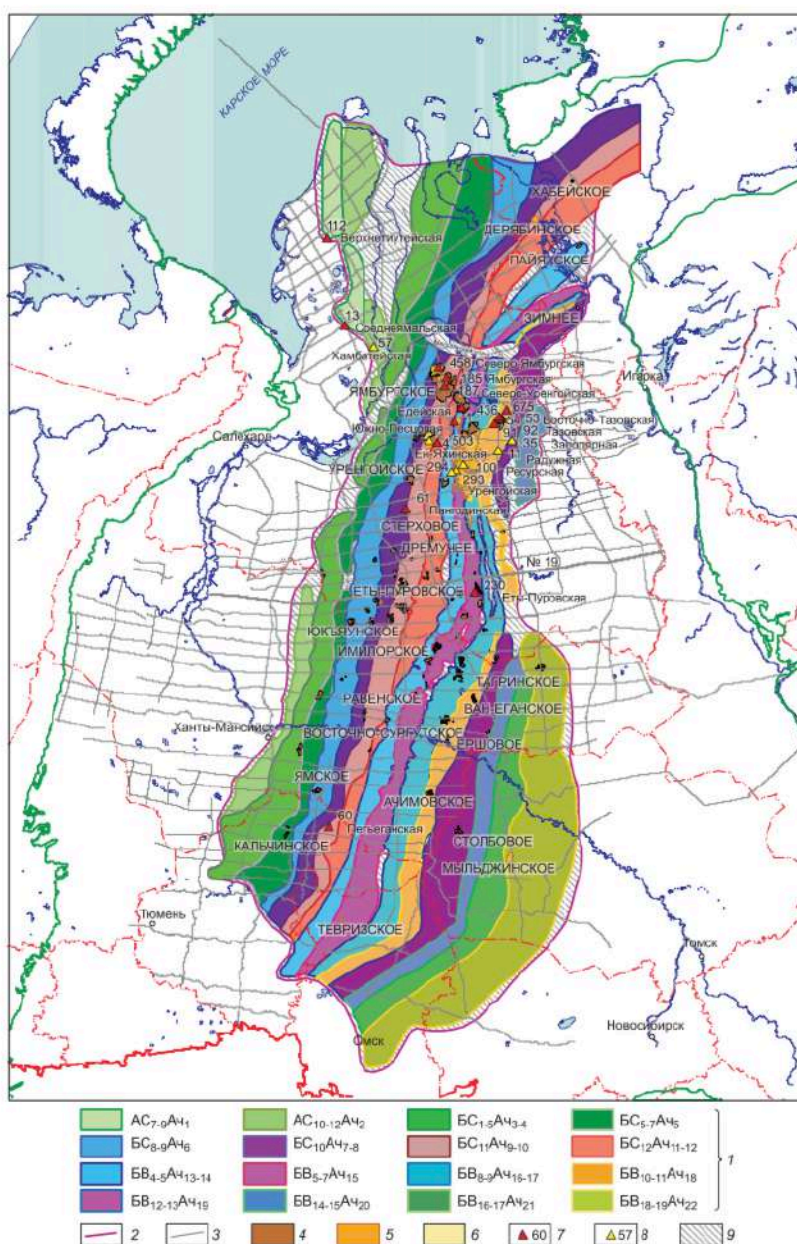 КАРСКОЕ МОРЕ
ХАБЕЙСКОЕ
ДЕРЯБИНСКОЕ
ПАЙЯХСКОЕ
112
Верхнетиутейская
13
Среднеямальская
57
Хамбатейская
ЗИМНЕЕ
Игарка
458 Северо-Ямбургская
185 Ямбургская
187 Северо-Уренгойская
ЯМБУРГСКОЕ
675
436
53 Восточно-Тазовская
Едейская
92 Тазовская
Южно-Песцовая
503
35 Заполярная
Салехард
Ен-Яхинская
Радужная
УРЕНГОЙСКОЕ
294
100
Ресурсная
293
Уренгойская
61
Пангодинская
СТЕРХОВОЕ
ДРЕМУЧЕЕ
№ 19
230
ЕТЫ-ПУРОВСКОЕ
Еты-Пуровская
ЮКЪЯУНСКОЕ
ИМИЛОРСКОЕ
ТАГРИНСКОЕ
РАВЕНСКОЕ
ВАН-ЕГАНСКОЕ
Ханты-Мансийск
ВОСТОЧНО-СУРГУТСКОЕ
ЕРШОВОЕ
ЯМСКОЕ
АЧИМОВСКОЕ
60
Петьеганская
КАЛЬЧИНСКОЕ
СТОЛБОВОЕ
МЫЛЬДЖИНСКОЕ
Тюмень
ТЕВРИЗСКОЕ
Томск
Новосибирск
Омск
АС7-9Ач1 АС10-12Ач2 БС1-5Ач3-4 БС5-7Ач5
БС8-9Ач6 БС10Ач7-8 БС11Ач9-10 БС12Ач11-12
1
БВ4-5Ач13-14 БВ5-7Ач15 БВ8-9Ач16-17 БВ10-11Ач18
БВ12-13Ач19 БВ14-15Ач20 БВ16-17Ач21 БВ18-19Ач22
2 3 4 5 6 60 7 57 8 9